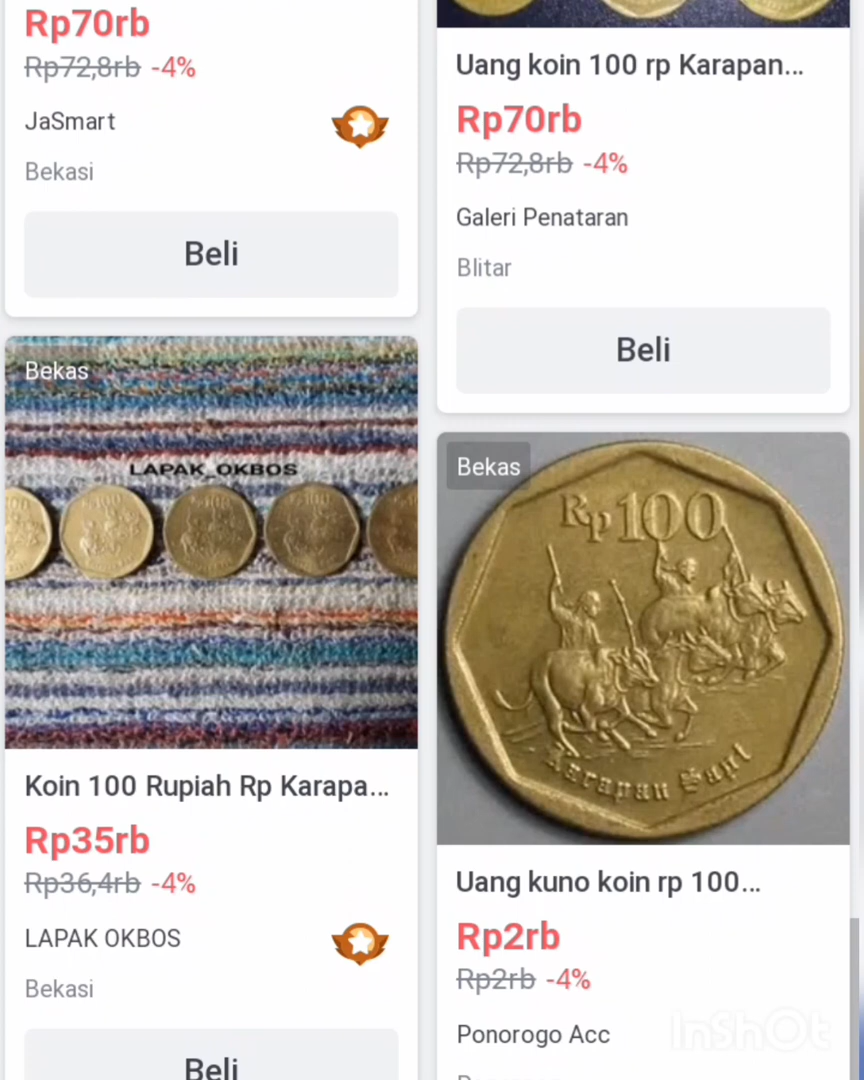 Rp70rb
Rp72,8rb -4%
JaSmart
Bekasi
Beli
Bekas
LAPAK_OKBOS
Koin 100 Rupiah Rp Karapa...
Rp35rb
Rp36,4rb -4%
LAPAK OKBOS
Bekasi
Beli
Uang koin 100 rp Karapan...
Rp70rb
Rp72,8rb -4%
Galeri Penataran
Blitar
Beli
Bekas
Rp100
Karapan Sapi
Uang kuno koin rp 100...
Rp2rb
Rp2rb -4%
Ponorogo Acc
InShOt